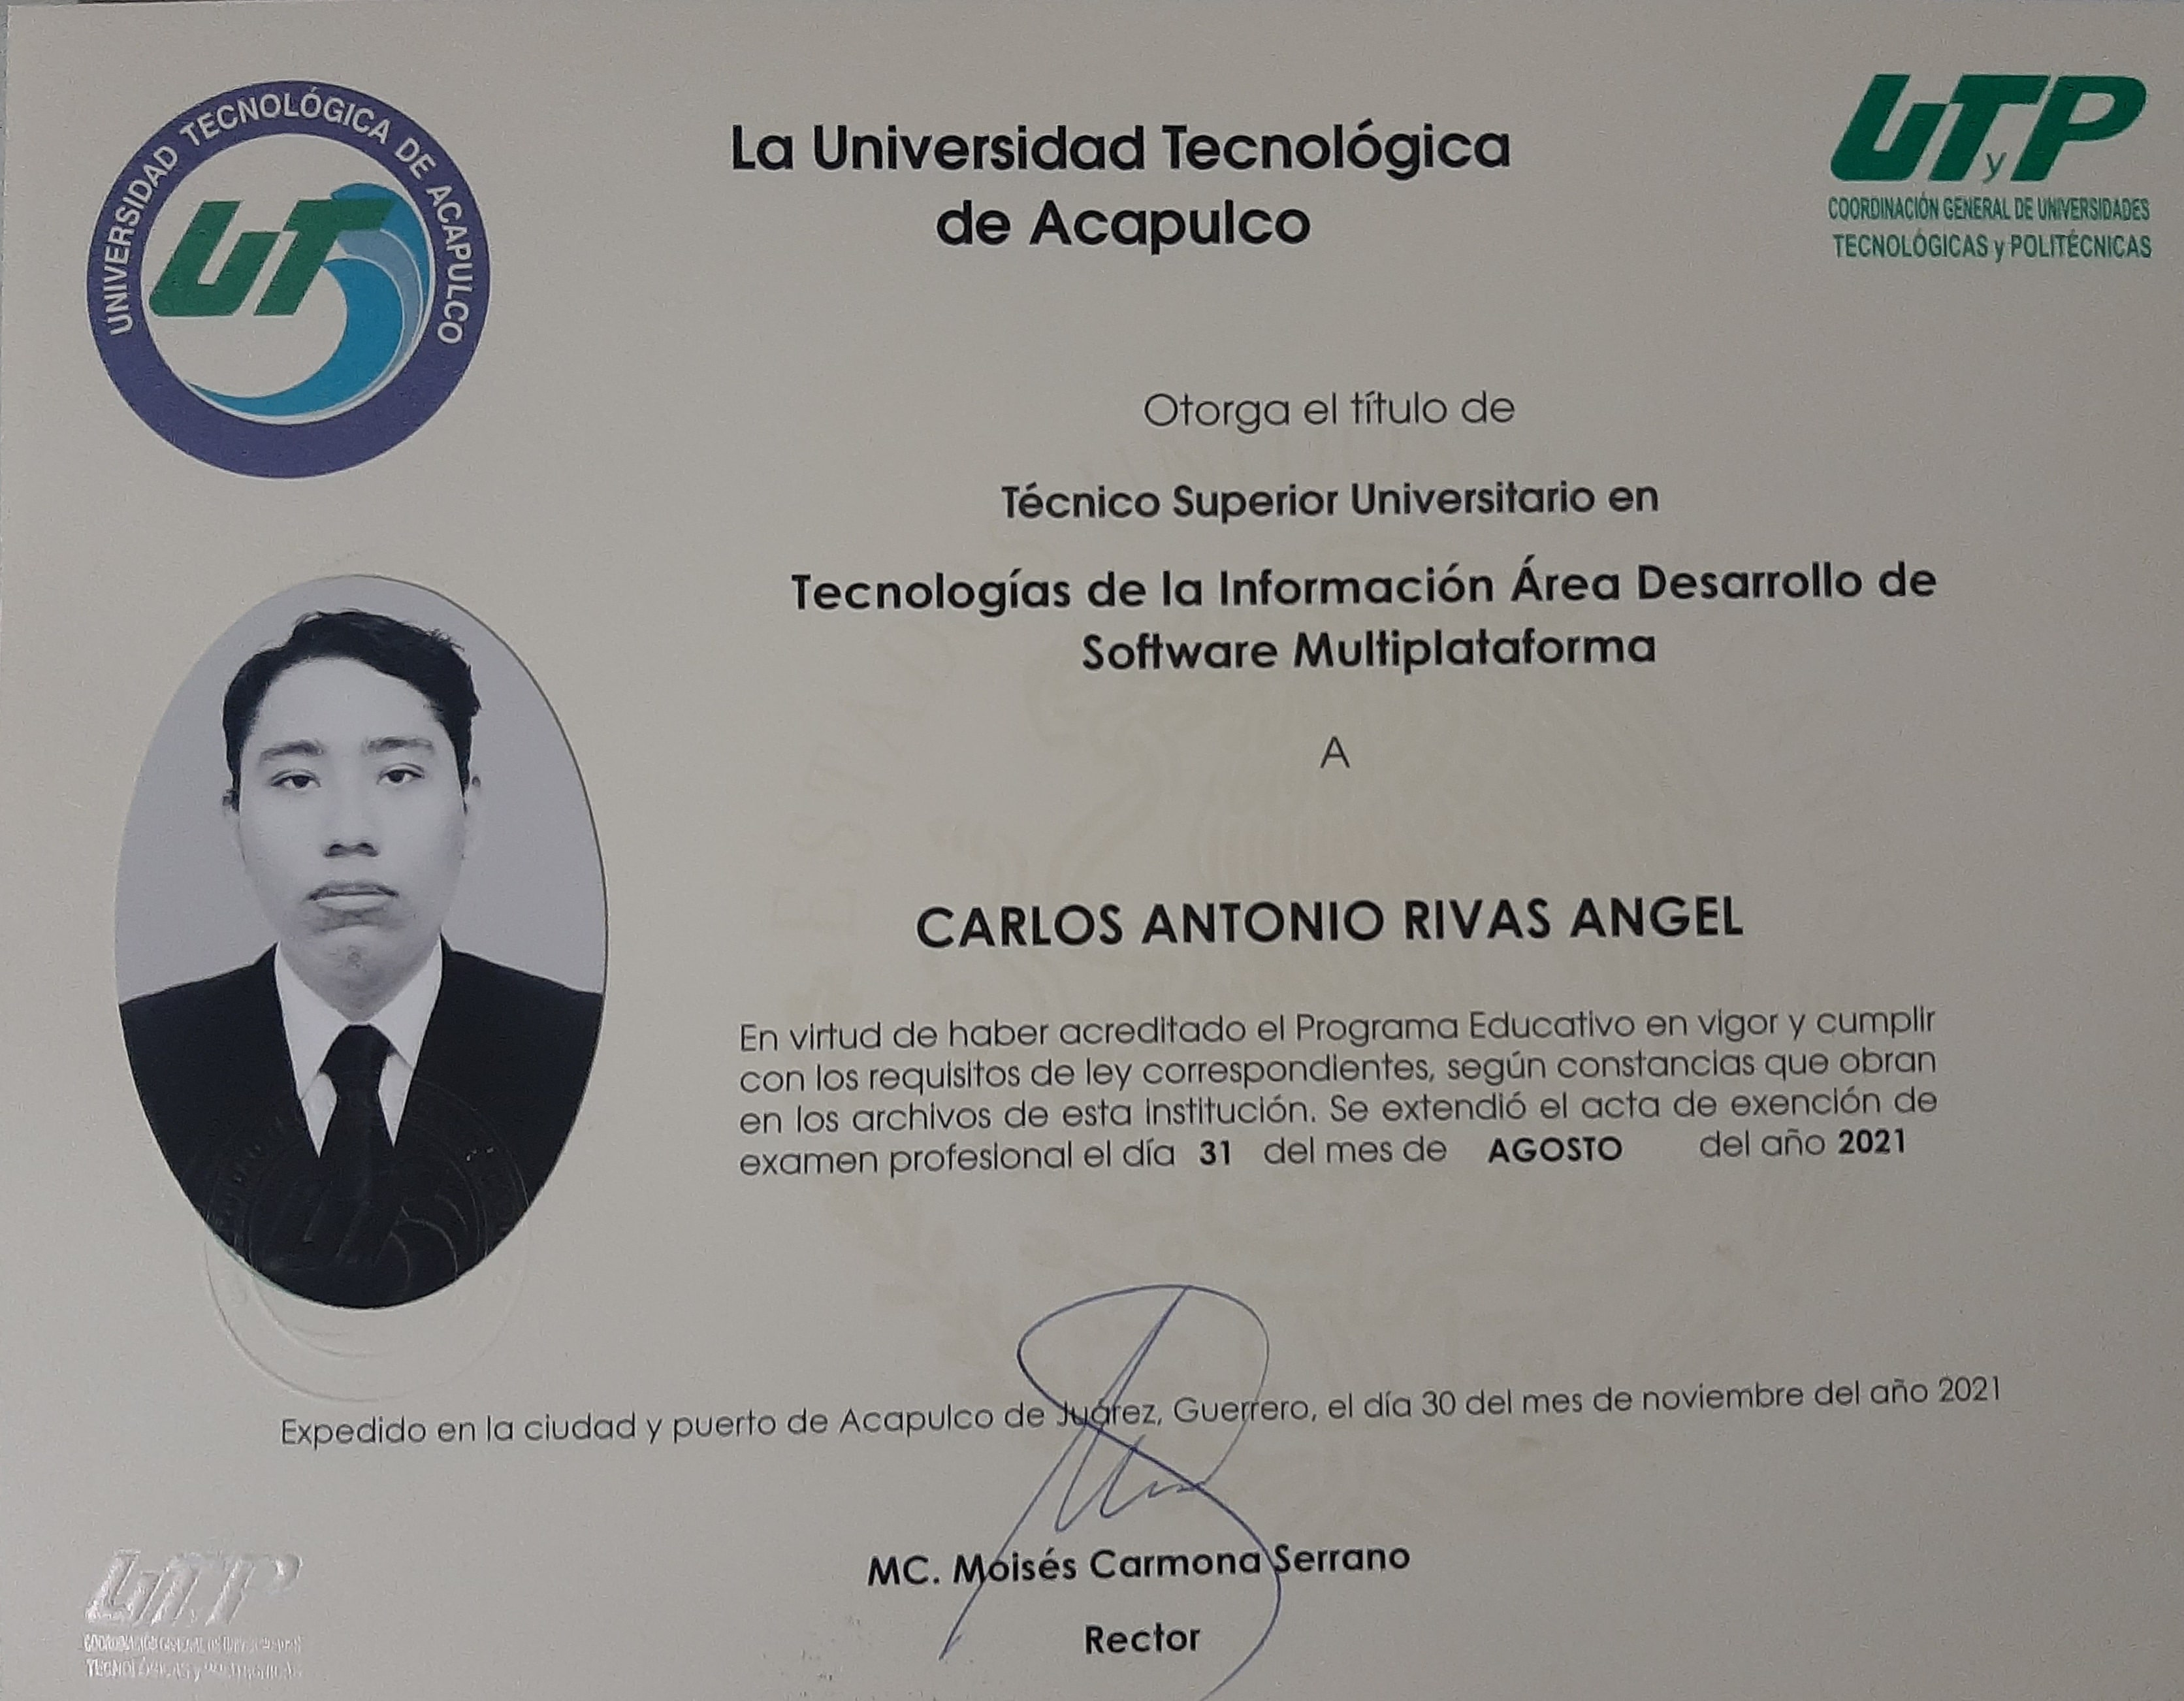 UNIVERSIDAD TECNOLÓGICA DE ACAPULCO
UT
La Universidad Tecnológica
de Acapulco
UTyP
COORDINACIÓN GENERAL DE UNIVERSIDADES
TECNOLÓGICAS y POLITÉCNICAS
Otorga el título de
Técnico Superior Universitario en
Tecnologías de la Información Área Desarrollo de
Software Multiplataforma
A
CARLOS ANTONIO RIVAS ANGEL
En virtud de haber acreditado el Programa Educativo en vigor y cumplir
con los requisitos de ley correspondientes, según constancias que obran
en los archivos de esta institución. Se extendió el acta de exención de
examen profesional el día 31 del mes de AGOSTO del año 2021
Expedido en la ciudad y puerto de Acapulco de Juárez, Guerrero, el día 30 del mes de noviembre del año 2021
MC. Moisés Carmona Serrano
Rector
UTyP
COORDINACIÓN GENERAL DE UNIVERSIDADES
TECNOLÓGICAS y POLITÉCNICAS